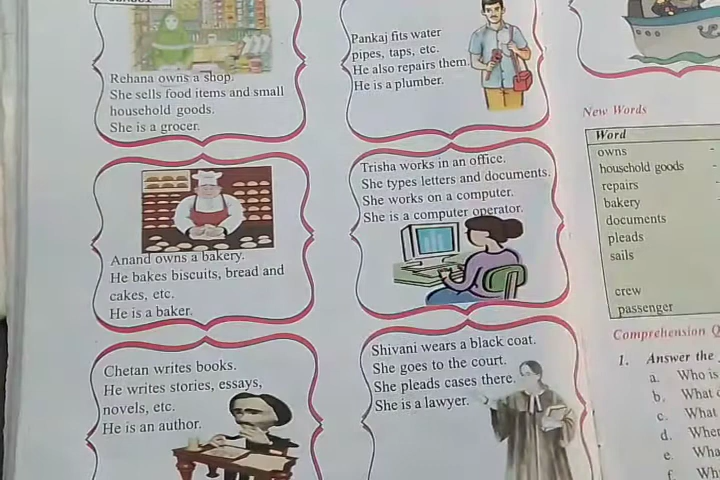 Rehana owns a shop.
She sells food items and small
household goods.
She is a grocer.
Pankaj fits water
pipes, taps, etc.
He also repairs them.
He is a plumber.
Anand owns a bakery.
He bakes biscuits, bread and
cakes, etc.
He is a baker.
Trisha works in an office.
She types letters and documents.
She works on a computer.
She is a computer operator.
Chetan writes books.
He writes stories, essays,
novels, etc.
He is an author.
Shivani wears a black coat.
She goes to the court.
She pleads cases there.
She is a lawyer.
New Words
Word
owns -
household goods -
repairs
bakery
documents
pleads
sails
crew
passenger
Comprehension
1. Answer the
a. Who is
b. What
c. What
d.
e.
f.